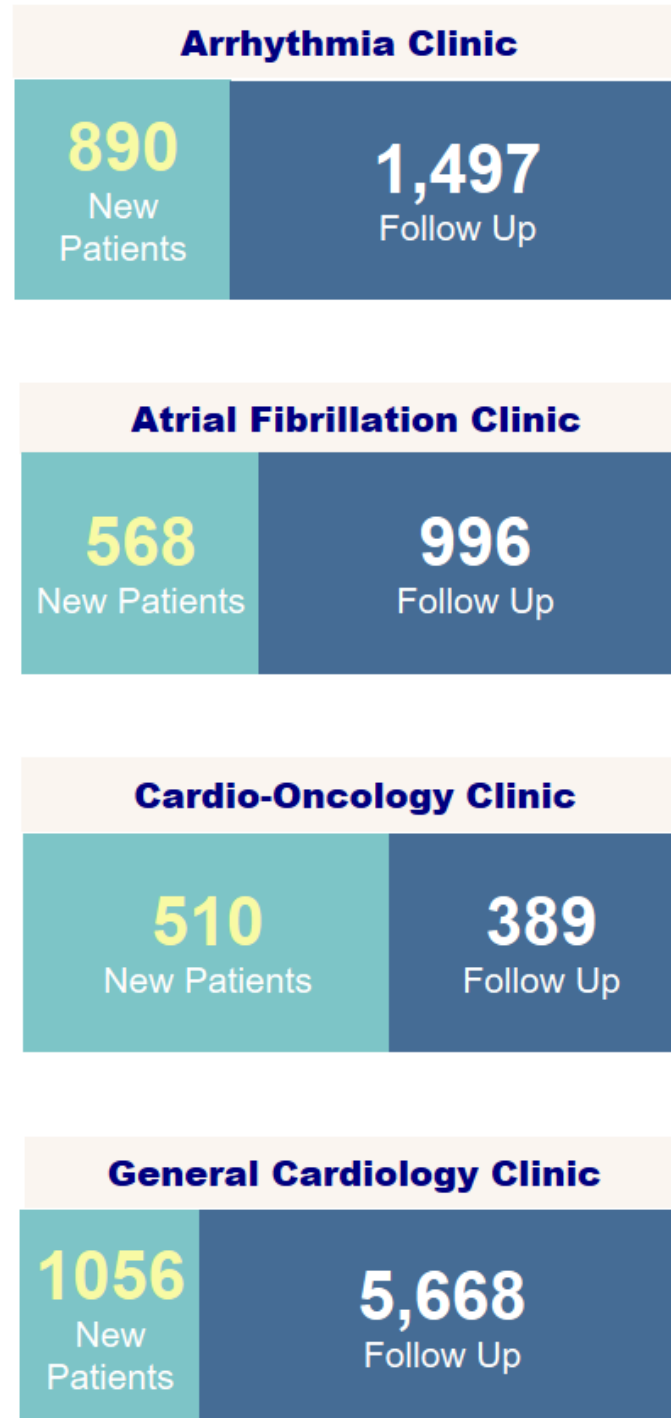 Arrhythmia Clinic
890
New
Patients
1,497
Follow Up
Atrial Fibrillation Clinic
568
New Patients
996
Follow Up
Cardio-Oncology Clinic
510
New Patients
389
Follow Up
General Cardiology Clinic
1056
New
Patients
5,668
Follow Up